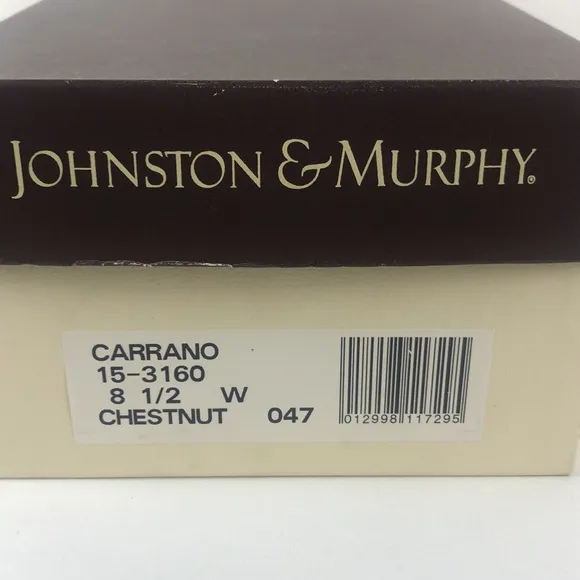 JOHNSTON & MURPHY®
CARRANO
15-3160
8 1/2 W
CHESTNUT 047
012998 117295